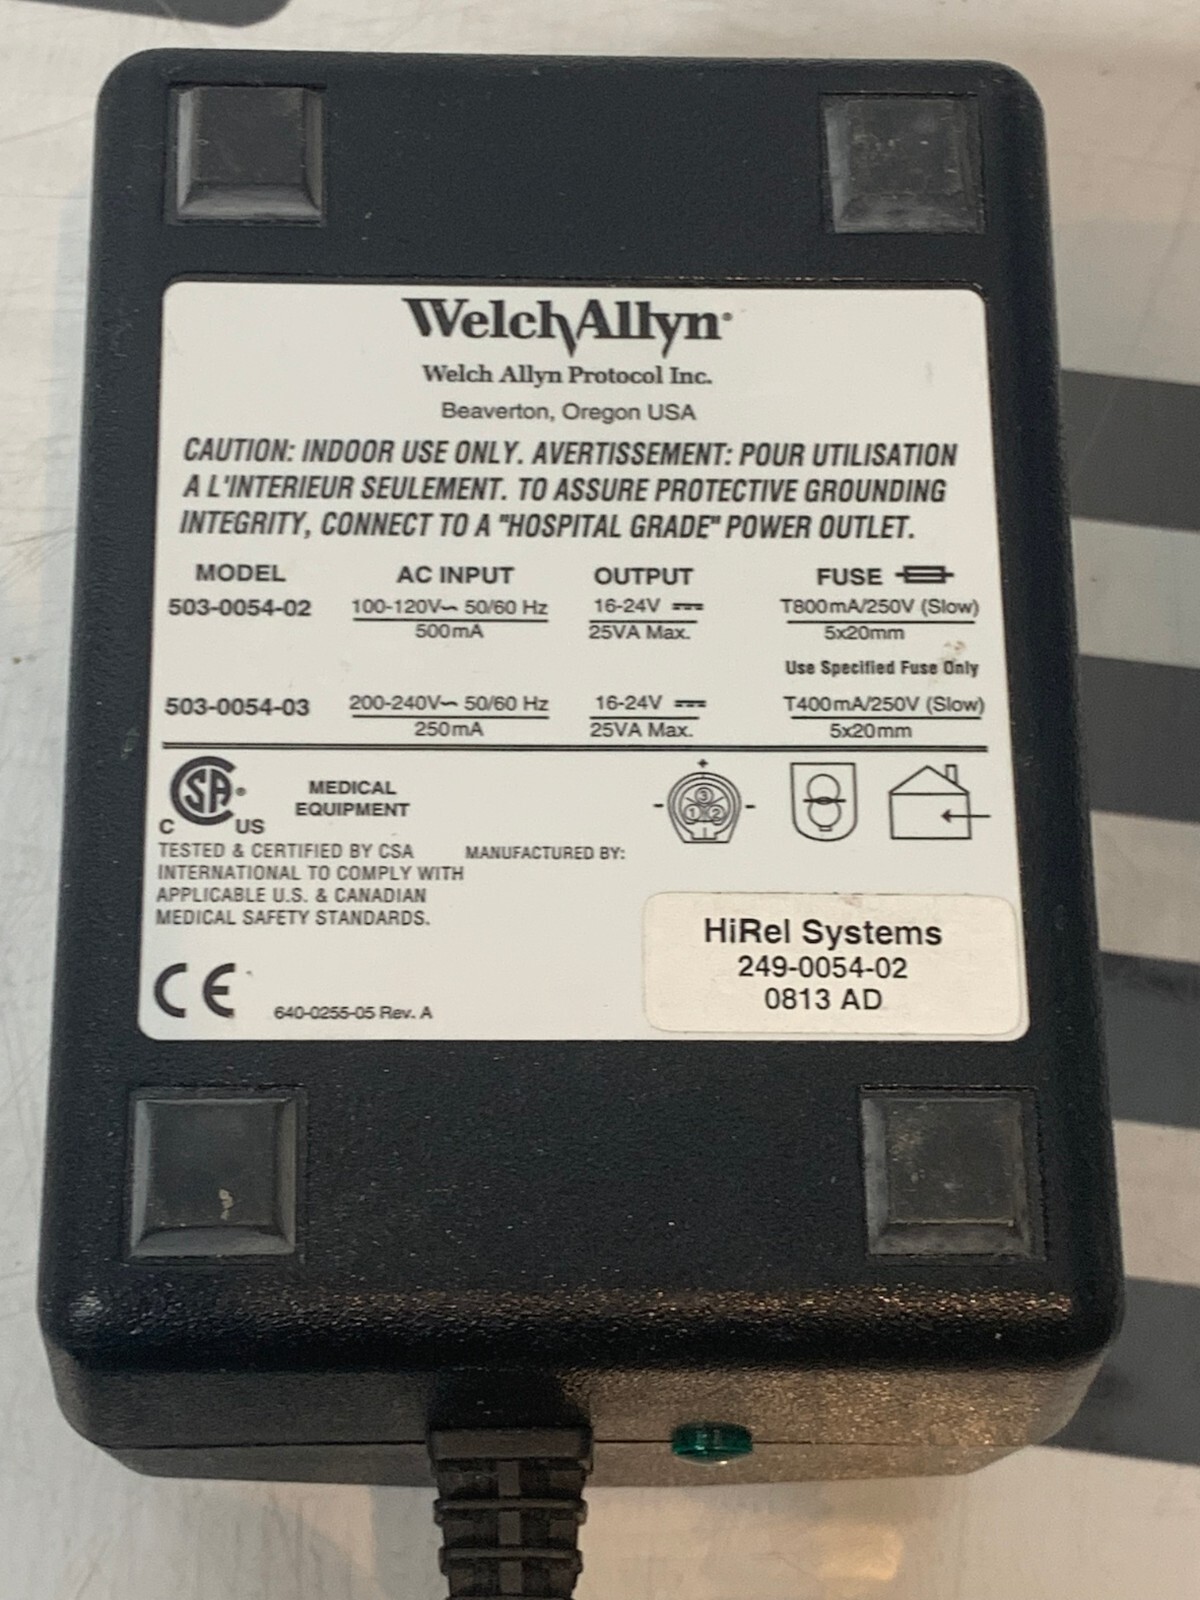 WelchAllyn®
Welch Allyn Protocol Inc.
Beaverton, Oregon USA
CAUTION: INDOOR USE ONLY. AVERTISSEMENT: POUR UTILISATION
A L'INTERIEUR SEULEMENT. TO ASSURE PROTECTIVE GROUNDING
INTEGRITY, CONNECT TO A "HOSPITAL GRADE" POWER OUTLET.
MODEL AC INPUT OUTPUT FUSE
503-0054-02 100-120V~ 50/60 Hz 16-24V T800mA/250V (Slow)
500mA 25VA Max. 5x20mm
Use Specified Fuse Only
503-0054-03 200-240V~ 50/60 Hz 16-24V T400mA/250V (Slow)
250mA 25VA Max. 5x20mm
CSA® C US
MEDICAL
EQUIPMENT
- + -
3
1 2
TESTED & CERTIFIED BY CSA
INTERNATIONAL TO COMPLY WITH
APPLICABLE U.S. & CANADIAN
MEDICAL SAFETY STANDARDS.
MANUFACTURED BY:
HiRel Systems
249-0054-02
0813 AD
CE
640-0255-05 Rev. A